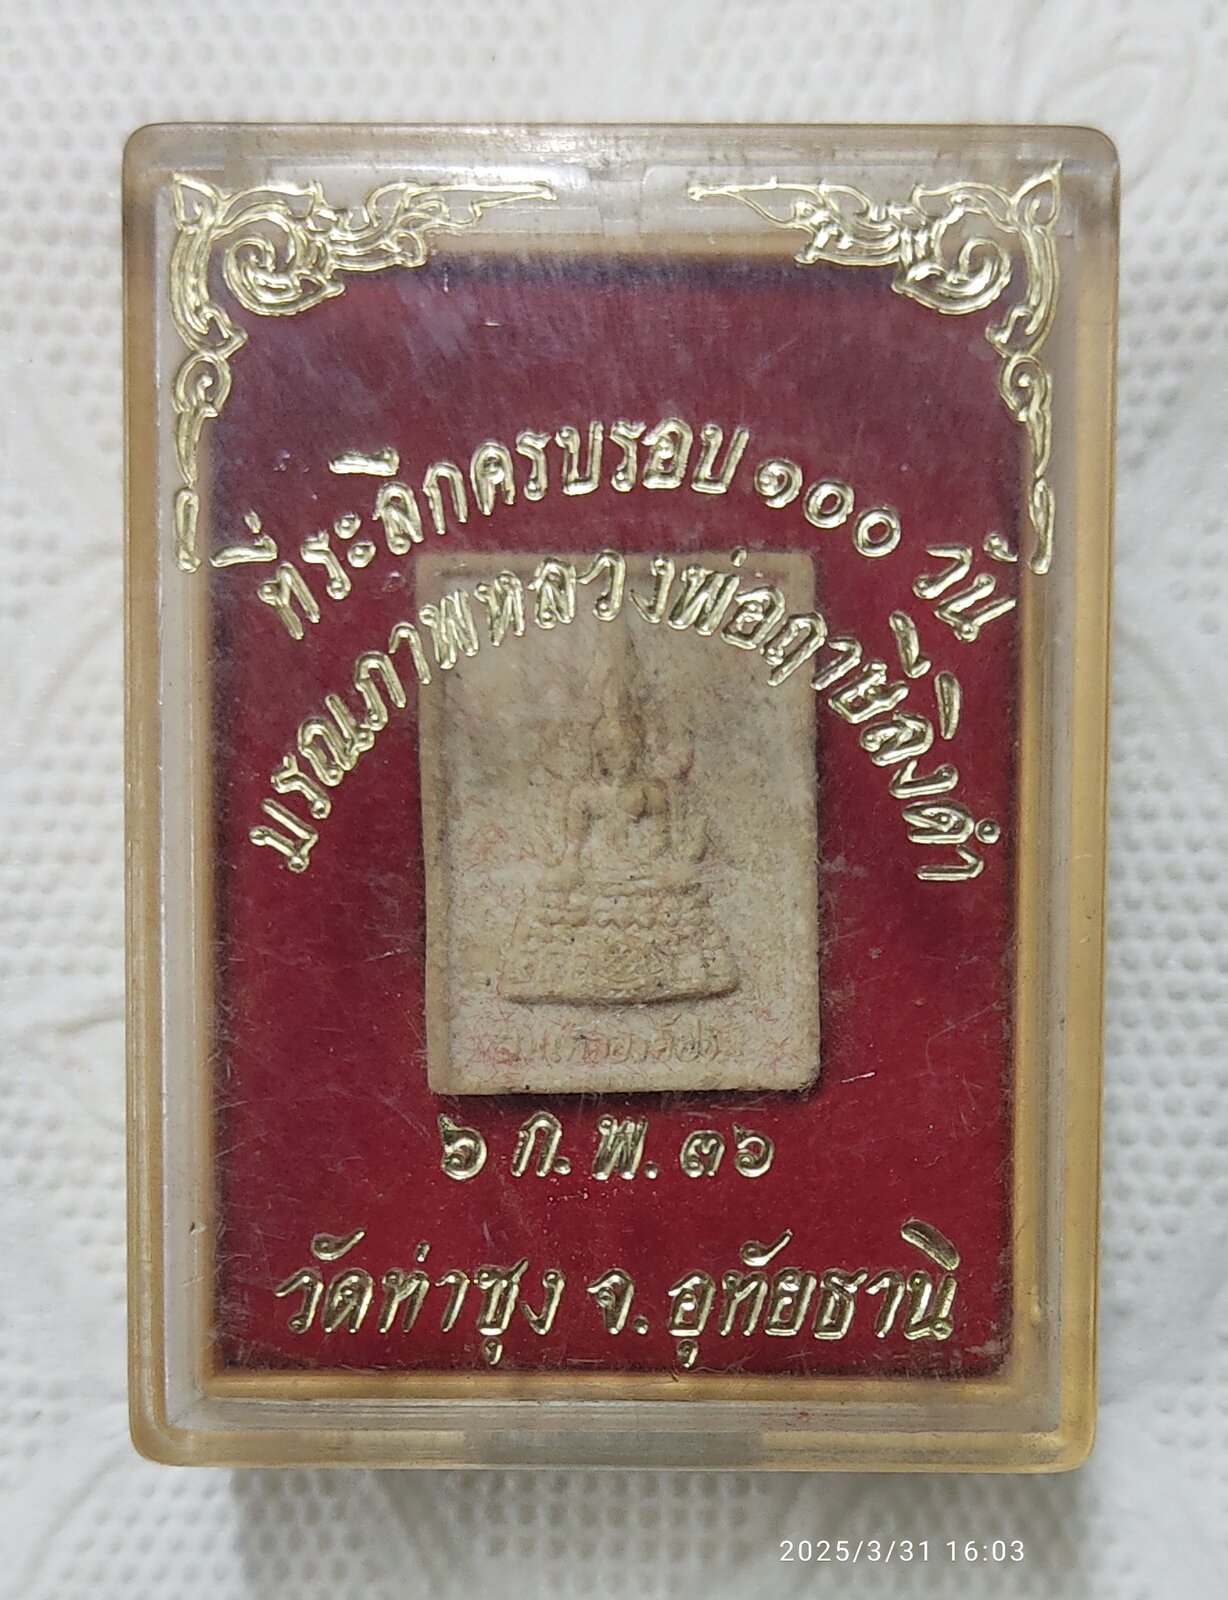 ที่ระลึกครบรอบ ๑๐๐ วัน
มรณภาพหลวงพ่อฤาษีลิงดำ
๖ ก.พ. ๓๖
วัดท่าซุง จ.อุทัยธานี
2025/3/31 16:03